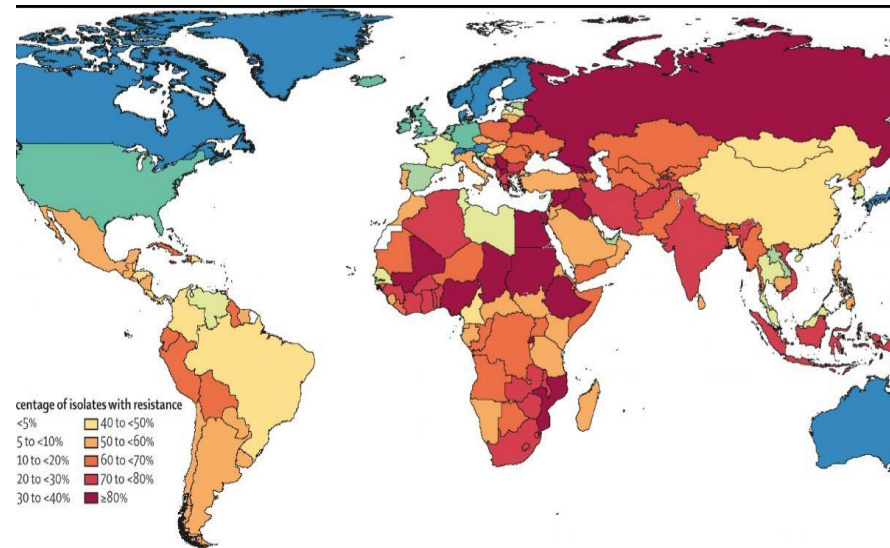 centage of isolates with resistance
<5% 40 to <50%
5 to <10% 50 to <60%
10 to <20% 60 to <70%
20 to <30% 70 to <80%
30 to <40% ≥80%